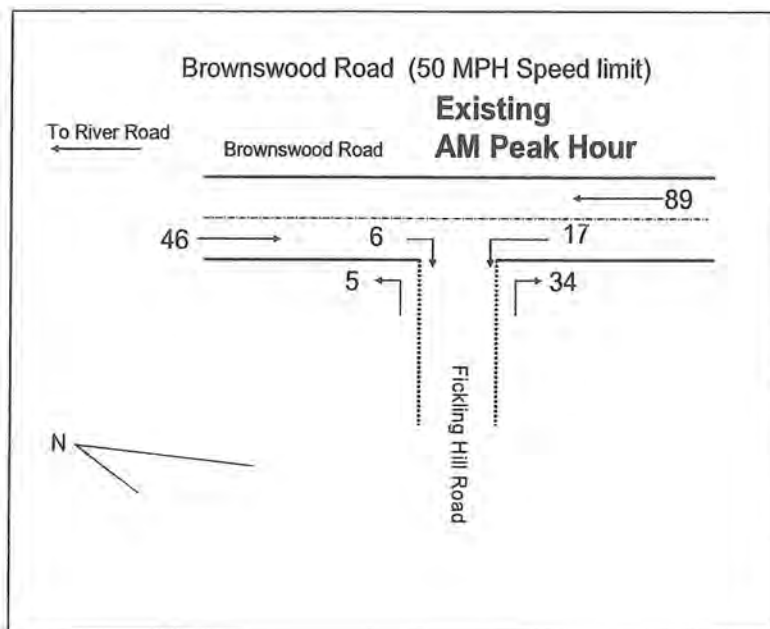 Brownswood Road (50 MPH Speed limit)
Existing
AM Peak Hour
To River Road
Brownswood Road
89
46
6
17
5
34
Fickling Hill Road
N